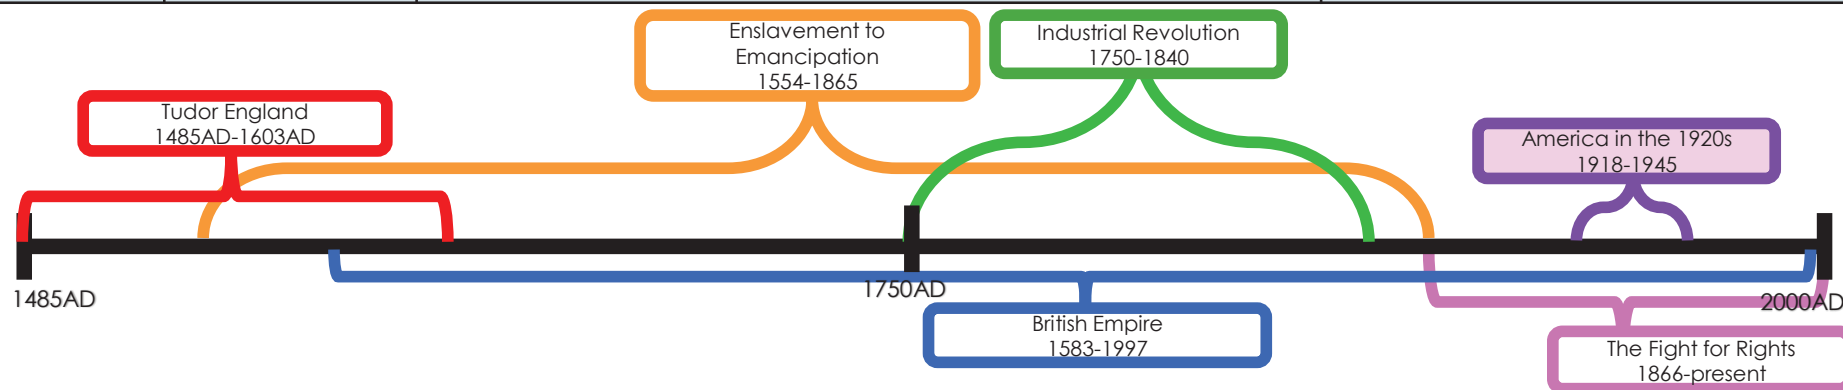 Enslavement to
Emancipation
1554-1865
Industrial Revolution
1750-1840
Tudor England
1485AD-1603AD
America in the 1920s
1918-1945
1485AD
1750AD
2000AD
British Empire
1583-1997
The Fight for Rights
1866-present